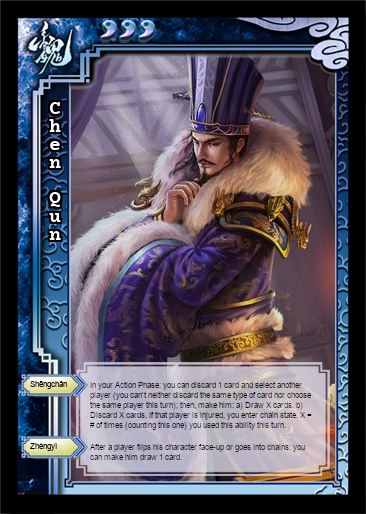 魏
Chen Qun
Shēngchān
In your Action Phase: you can discard 1 card and select another
player (you can't neither discard the same type of card nor choose
the same player this turn); then, make him: a) Draw X cards. b)
Discard X cards. If that player is injured, you enter chain state. X =
# of times (counting this one) you used this ability this turn.
Zhèngyì
After a player flips his character face-up or goes into chains: you
can make him draw 1 card.